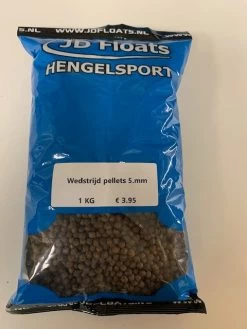 WWW.JDFLOATS.NL
JD Floats
HENGELSPORT
Wedstrijd pellets 5.mm
1 KG € 3.95